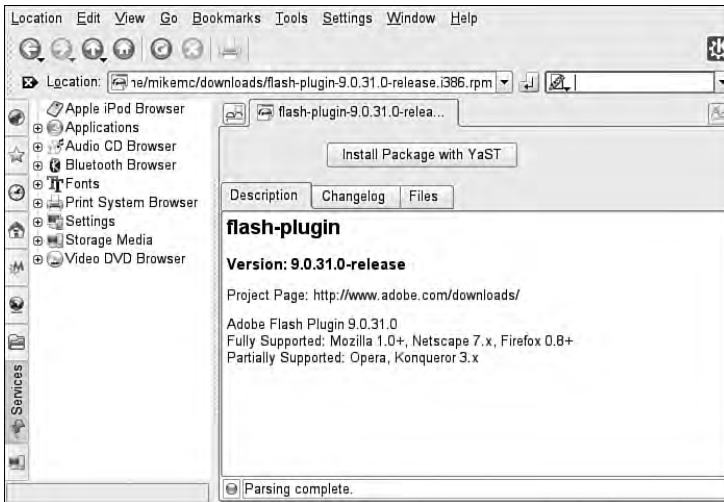 Location Edit View Go Bookmarks Tools Settings Window Help
Location: ne/mikemc/downloads/flash-plugin-9.0.31.0-release.i386.rpm
Apple iPod Browser
Applications
Audio CD Browser
Bluetooth Browser
Fonts
Print System Browser
Settings
Storage Media
Video DVD Browser
Services
flash-plugin-9.0.31.0-relea...
Install Package with YaST
Description Changelog Files
flash-plugin
Version: 9.0.31.0-release
Project Page: http://www.adobe.com/downloads/
Adobe Flash Plugin 9.0.31.0
Fully Supported: Mozilla 1.0+, Netscape 7.x, Firefox 0.8+
Partially Supported: Opera, Konqueror 3.x
Parsing complete.